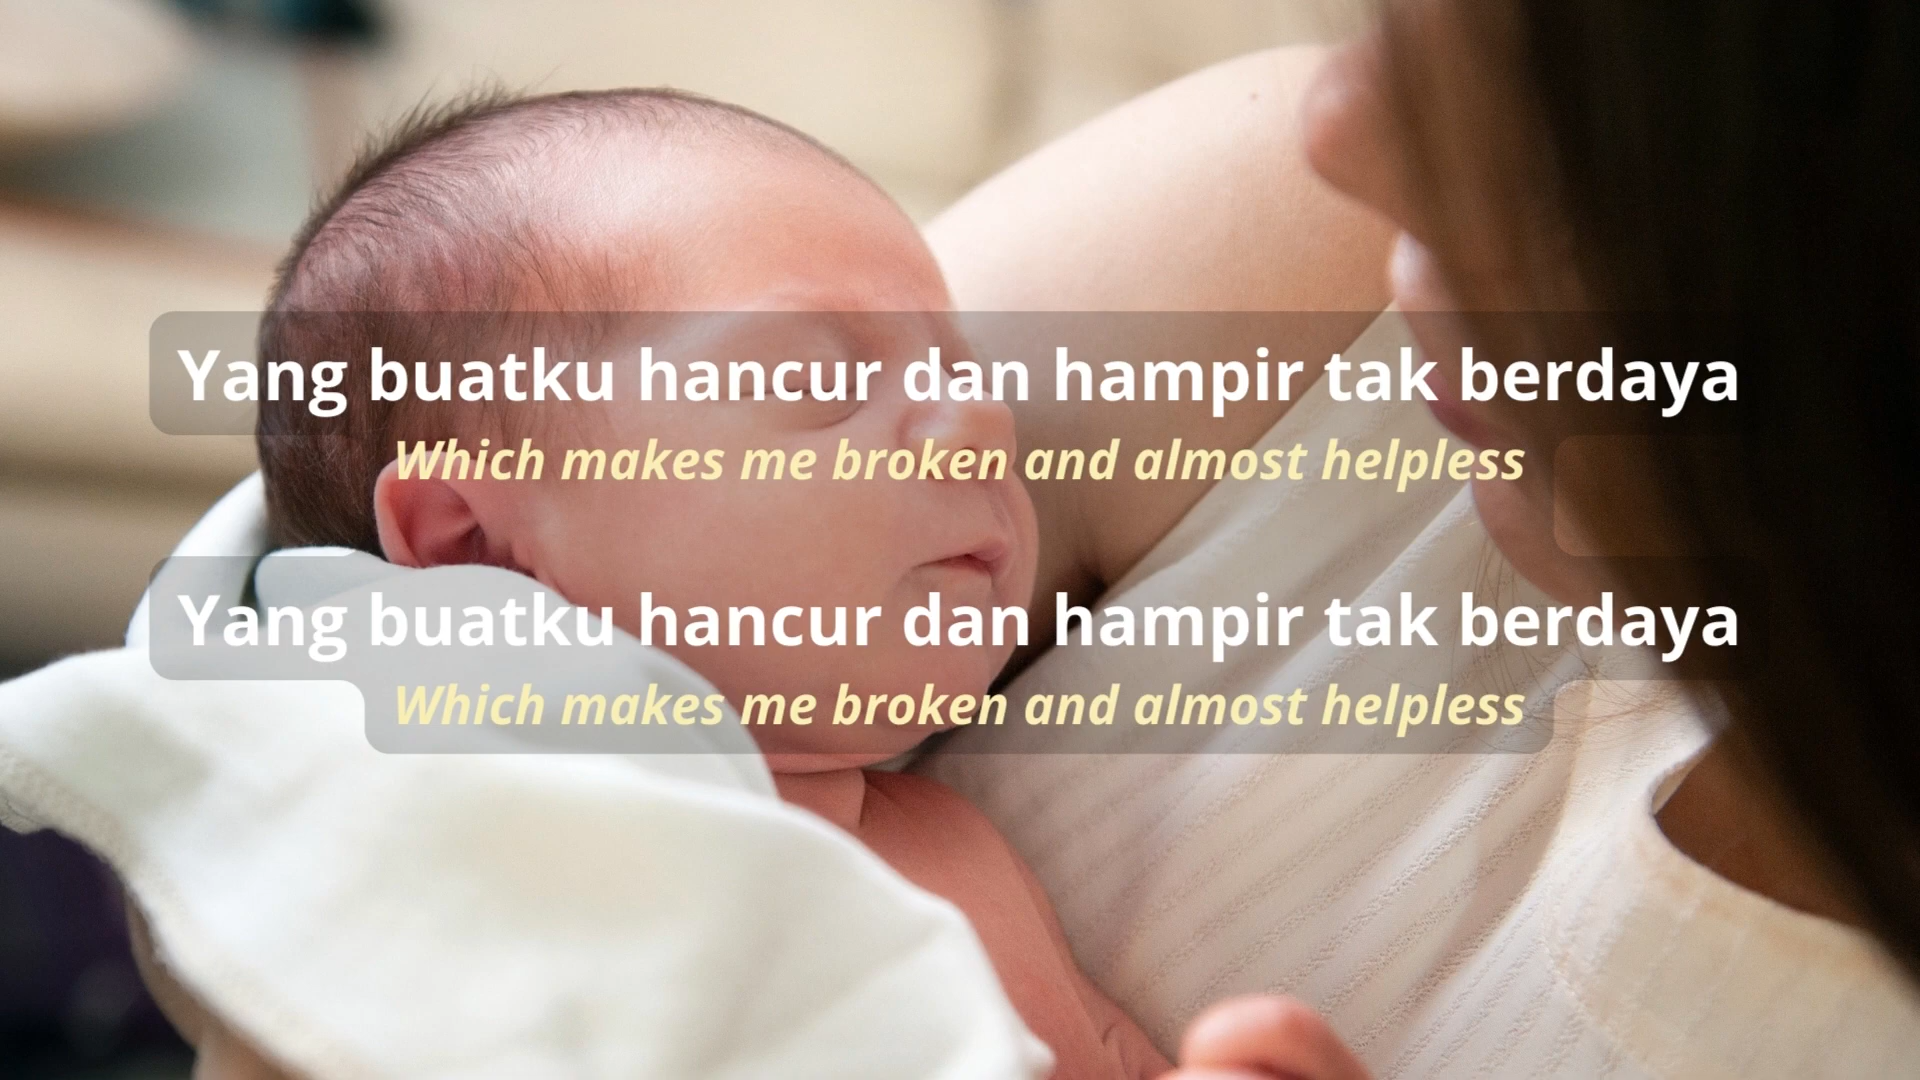 Yang buatku hancur dan hampir tak berdaya
Which makes me broken and almost helpless
Yang buatku hancur dan hampir tak berdaya
Which makes me broken and almost helpless